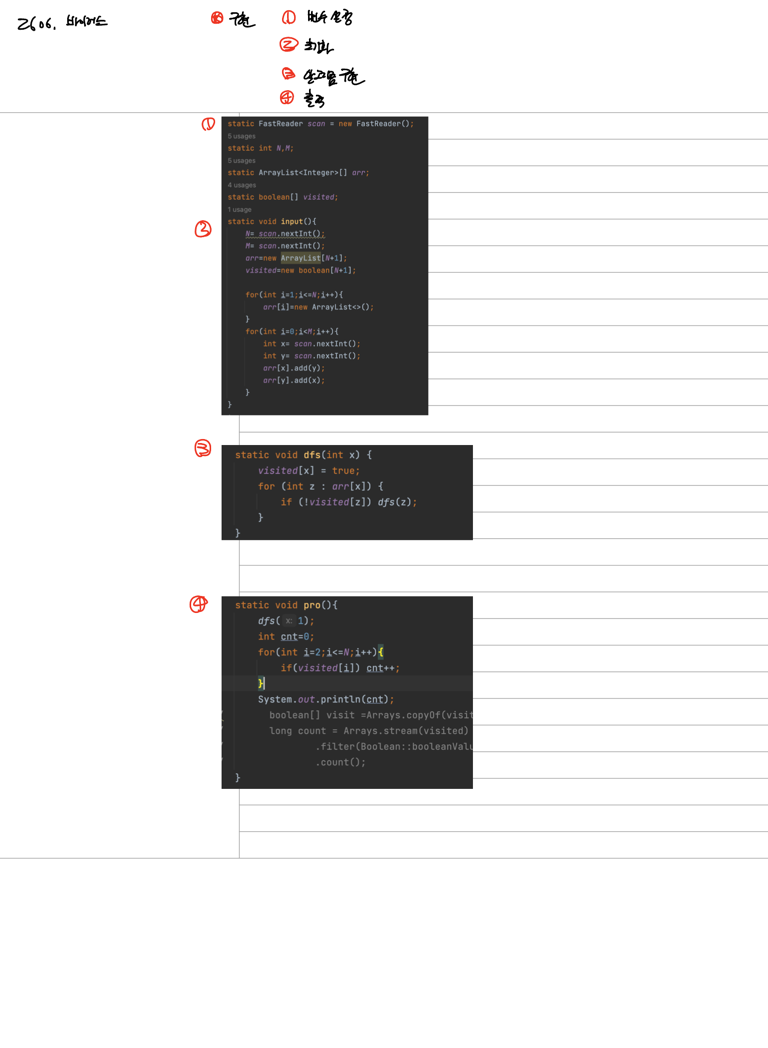 2606. 바이러스
⊛ 구현 ① 변수 설정
② 초기화
③ 알고리즘 구현
④ 출력
①
static FastReader scan = new FastReader();
5 usages
static int N,M;
5 usages
static ArrayList<Integer>[] arr;
4 usages
static boolean[] visited;
1 usage
②
static void input(){
N= scan.nextInt();
M= scan.nextInt();
arr=new ArrayList[N+1];
visited=new boolean[N+1];
for(int i=1;i<=N;i++){
arr[i]=new ArrayList<>();
}
for(int i=0;i<M;i++){
int x= scan.nextInt();
int y= scan.nextInt();
arr[x].add(y);
arr[y].add(x);
}
}
③
static void dfs(int x) {
visited[x] = true;
for (int z : arr[x]) {
if (!visited[z]) dfs(z);
}
}
④
static void pro(){
dfs( x: 1);
int cnt=0;
for(int i=2;i<=N;i++){
if(visited[i]) cnt++;
}
System.out.println(cnt);
boolean[] visit =Arrays.copyOf(visit
long count = Arrays.stream(visited)
.filter(Boolean::booleanValu
.count();
}